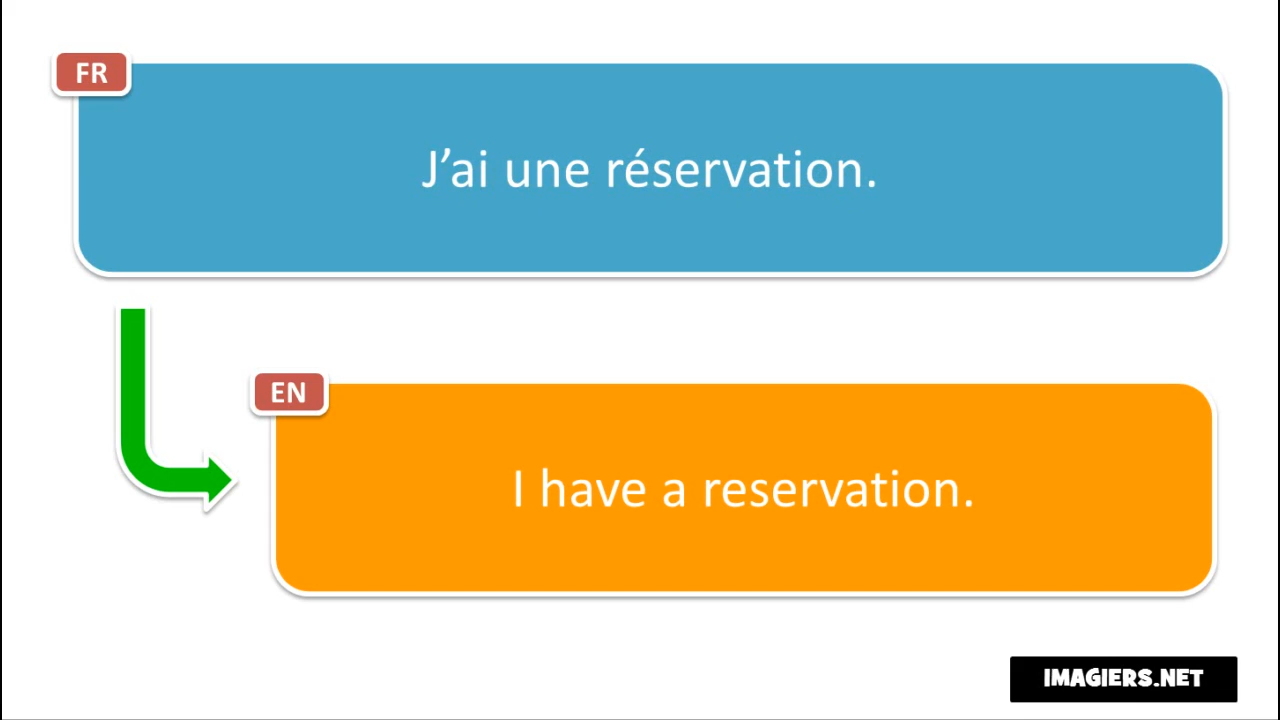 FR
J’ai une réservation.
EN
I have a reservation.
IMAGIERS.NET